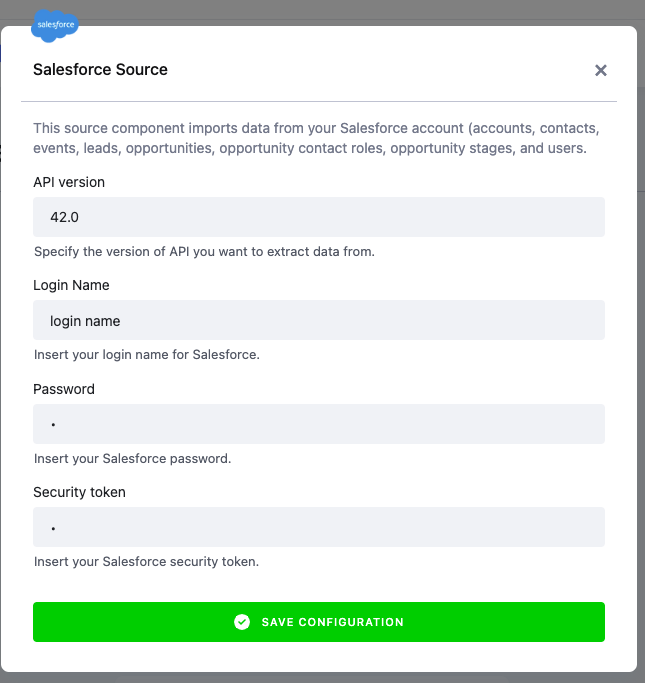 salesforce
Salesforce Source
This source component imports data from your Salesforce account (accounts, contacts,
events, leads, opportunities, opportunity contact roles, opportunity stages, and users.
API version
42.0
Specify the version of API you want to extract data from.
Login Name
login name
Insert your login name for Salesforce.
Password
•
Insert your Salesforce password.
Security token
•
Insert your Salesforce security token.
SAVE CONFIGURATION